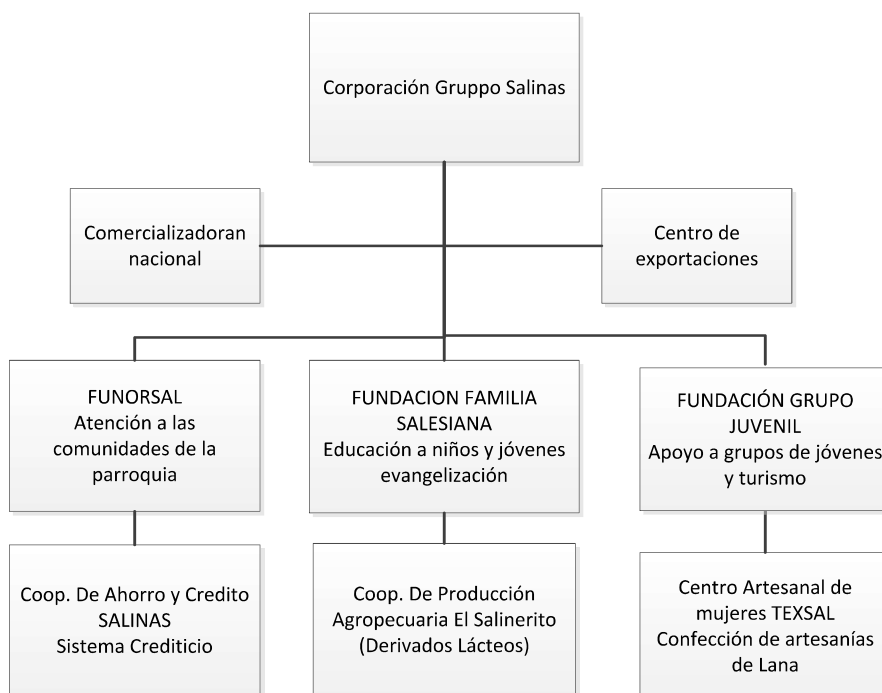 Corporación Gruppo Salinas
Comercializadoran
nacional
Centro de
exportaciones
FUNORSAL
Atención a las
comunidades de la
parroquia
FUNDACION FAMILIA
SALESIANA
Educación a niños y jóvenes
evangelización
FUNDACIÓN GRUPO
JUVENIL
Apoyo a grupos de jóvenes
y turismo
Coop. De Ahorro y Credito
SALINAS
Sistema Crediticio
Coop. De Producción
Agropecuaria El Salinerito
(Derivados Lácteos)
Centro Artesanal de
mujeres TEXSAL
Confección de artesanías
de Lana